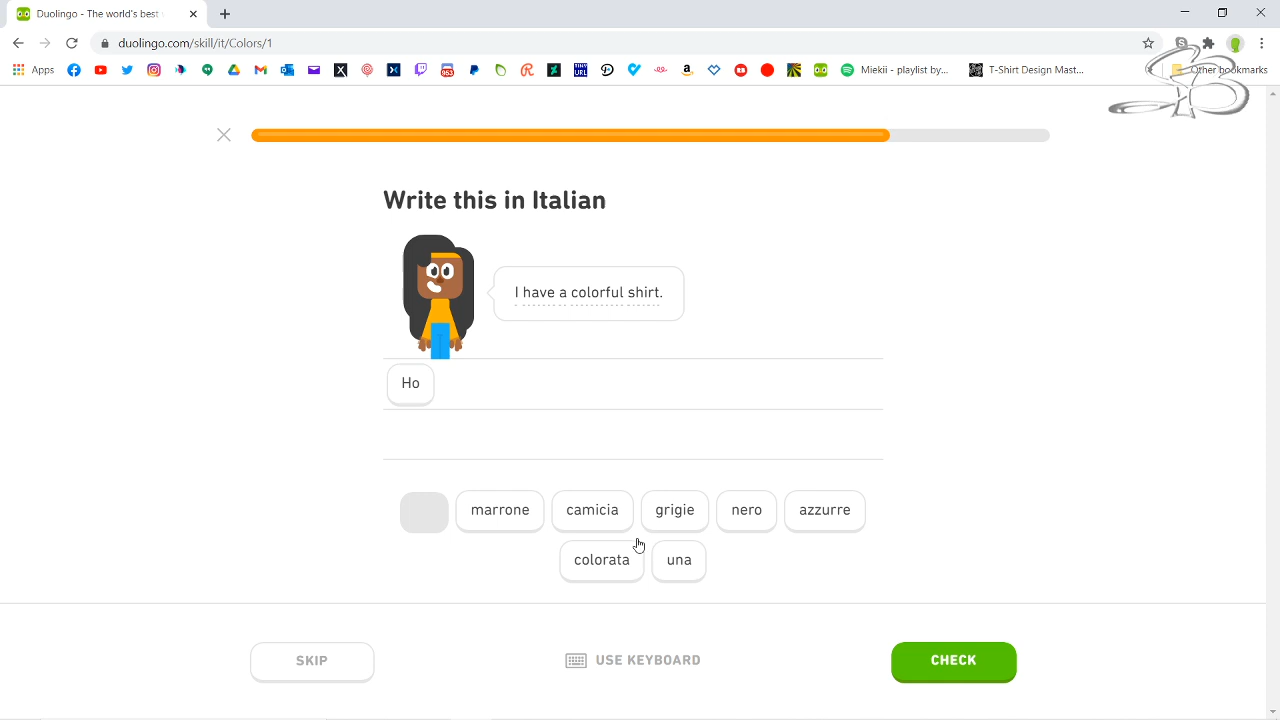 Duolingo - The world's best
duolingo.com/skill/it/Colors/1
Apps
Miekii - playlist by...
T-Shirt Design Mast...
Other bookmarks
Write this in Italian
I have a colorful shirt.
Ho
marrone camicia grigie nero azzurre
colorata una
SKIP
USE KEYBOARD
CHECK